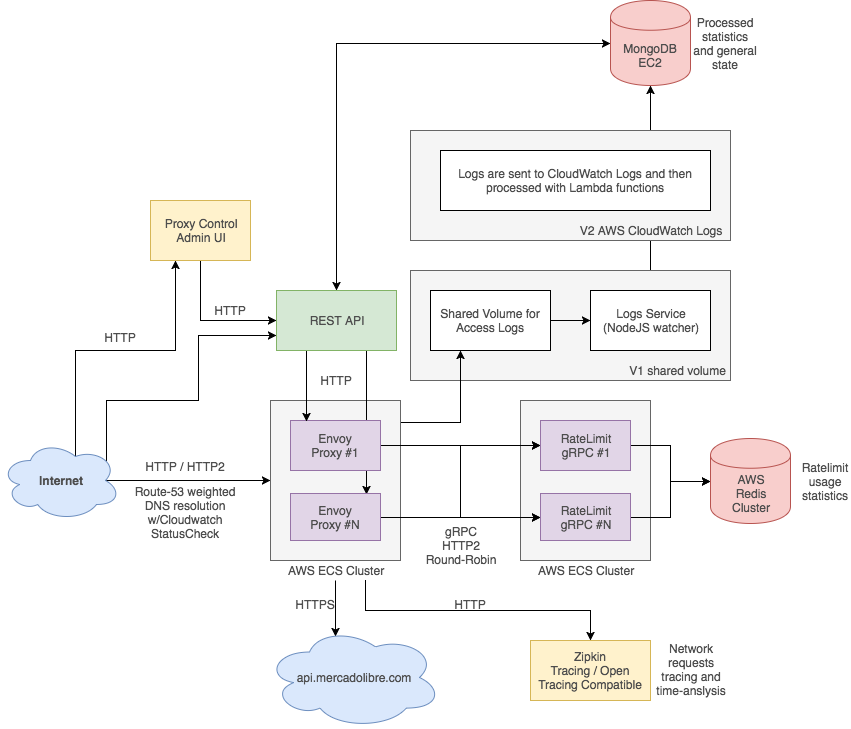 MongoDB
EC2
Processed
statistics
and general
state
Logs are sent to CloudWatch Logs and then
processed with Lambda functions
V2 AWS CloudWatch Logs
Proxy Control
Admin UI
HTTP
HTTP
REST API
Shared Volume for
Access Logs
Logs Service
(NodeJS watcher)
V1 shared volume
HTTP
Internet
HTTP / HTTP2
Route-53 weighted
DNS resolution
w/Cloudwatch
StatusCheck
Envoy
Proxy #1
Envoy
Proxy #N
AWS ECS Cluster
gRPC
HTTP2
Round-Robin
RateLimit
gRPC #1
RateLimit
gRPC #N
AWS ECS Cluster
AWS
Redis
Cluster
Ratelimit
usage
statistics
HTTPS
HTTP
api.mercadolibre.com
Zipkin
Tracing / Open
Tracing Compatible
Network
requests
tracing and
time-anslysis